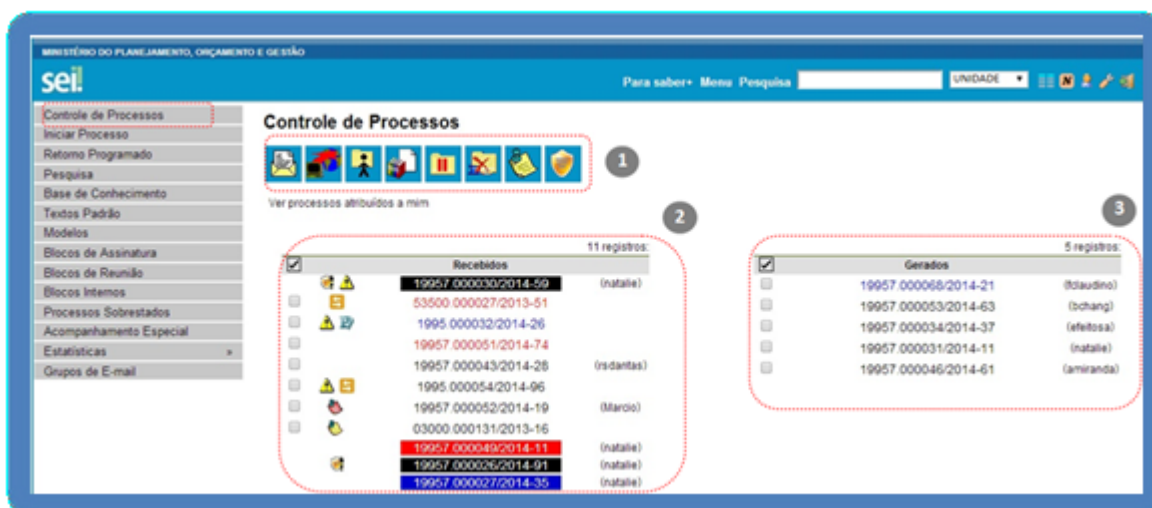 MINISTÉRIO DO PLANEJAMENTO, ORÇAMENTO E GESTÃO
sei!
Para saber+ Menu Pesquisa UNIDADE
Controle de Processos
Iniciar Processo
Retorno Programado
Pesquisa
Base de Conhecimento
Textos Padrão
Modelos
Blocos de Assinatura
Blocos de Reunião
Blocos Internos
Processos Sobrestados
Acompanhamento Especial
Estatísticas »
Grupos de E-mail
Controle de Processos
1
Ver processos atribuídos a mim
2
11 registros:
Recebidos
19957.000030/2014-59 (natalie)
53500.000027/2013-51
1995.000032/2014-26
19957.000051/2014-74
19957.000043/2014-28 (rsdantas)
1995.000054/2014-96
19957.000052/2014-19 (Marcio)
03000.000131/2013-16
19957.000049/2014-11 (natalie)
19957.000026/2014-91 (natalie)
19957.000027/2014-35 (natalie)
3
5 registros:
Gerados
19957.000068/2014-21 (fclaudino)
19957.000053/2014-63 (bchang)
19957.000034/2014-37 (efeitosa)
19957.000031/2014-11 (natalie)
19957.000046/2014-61 (amiranda)